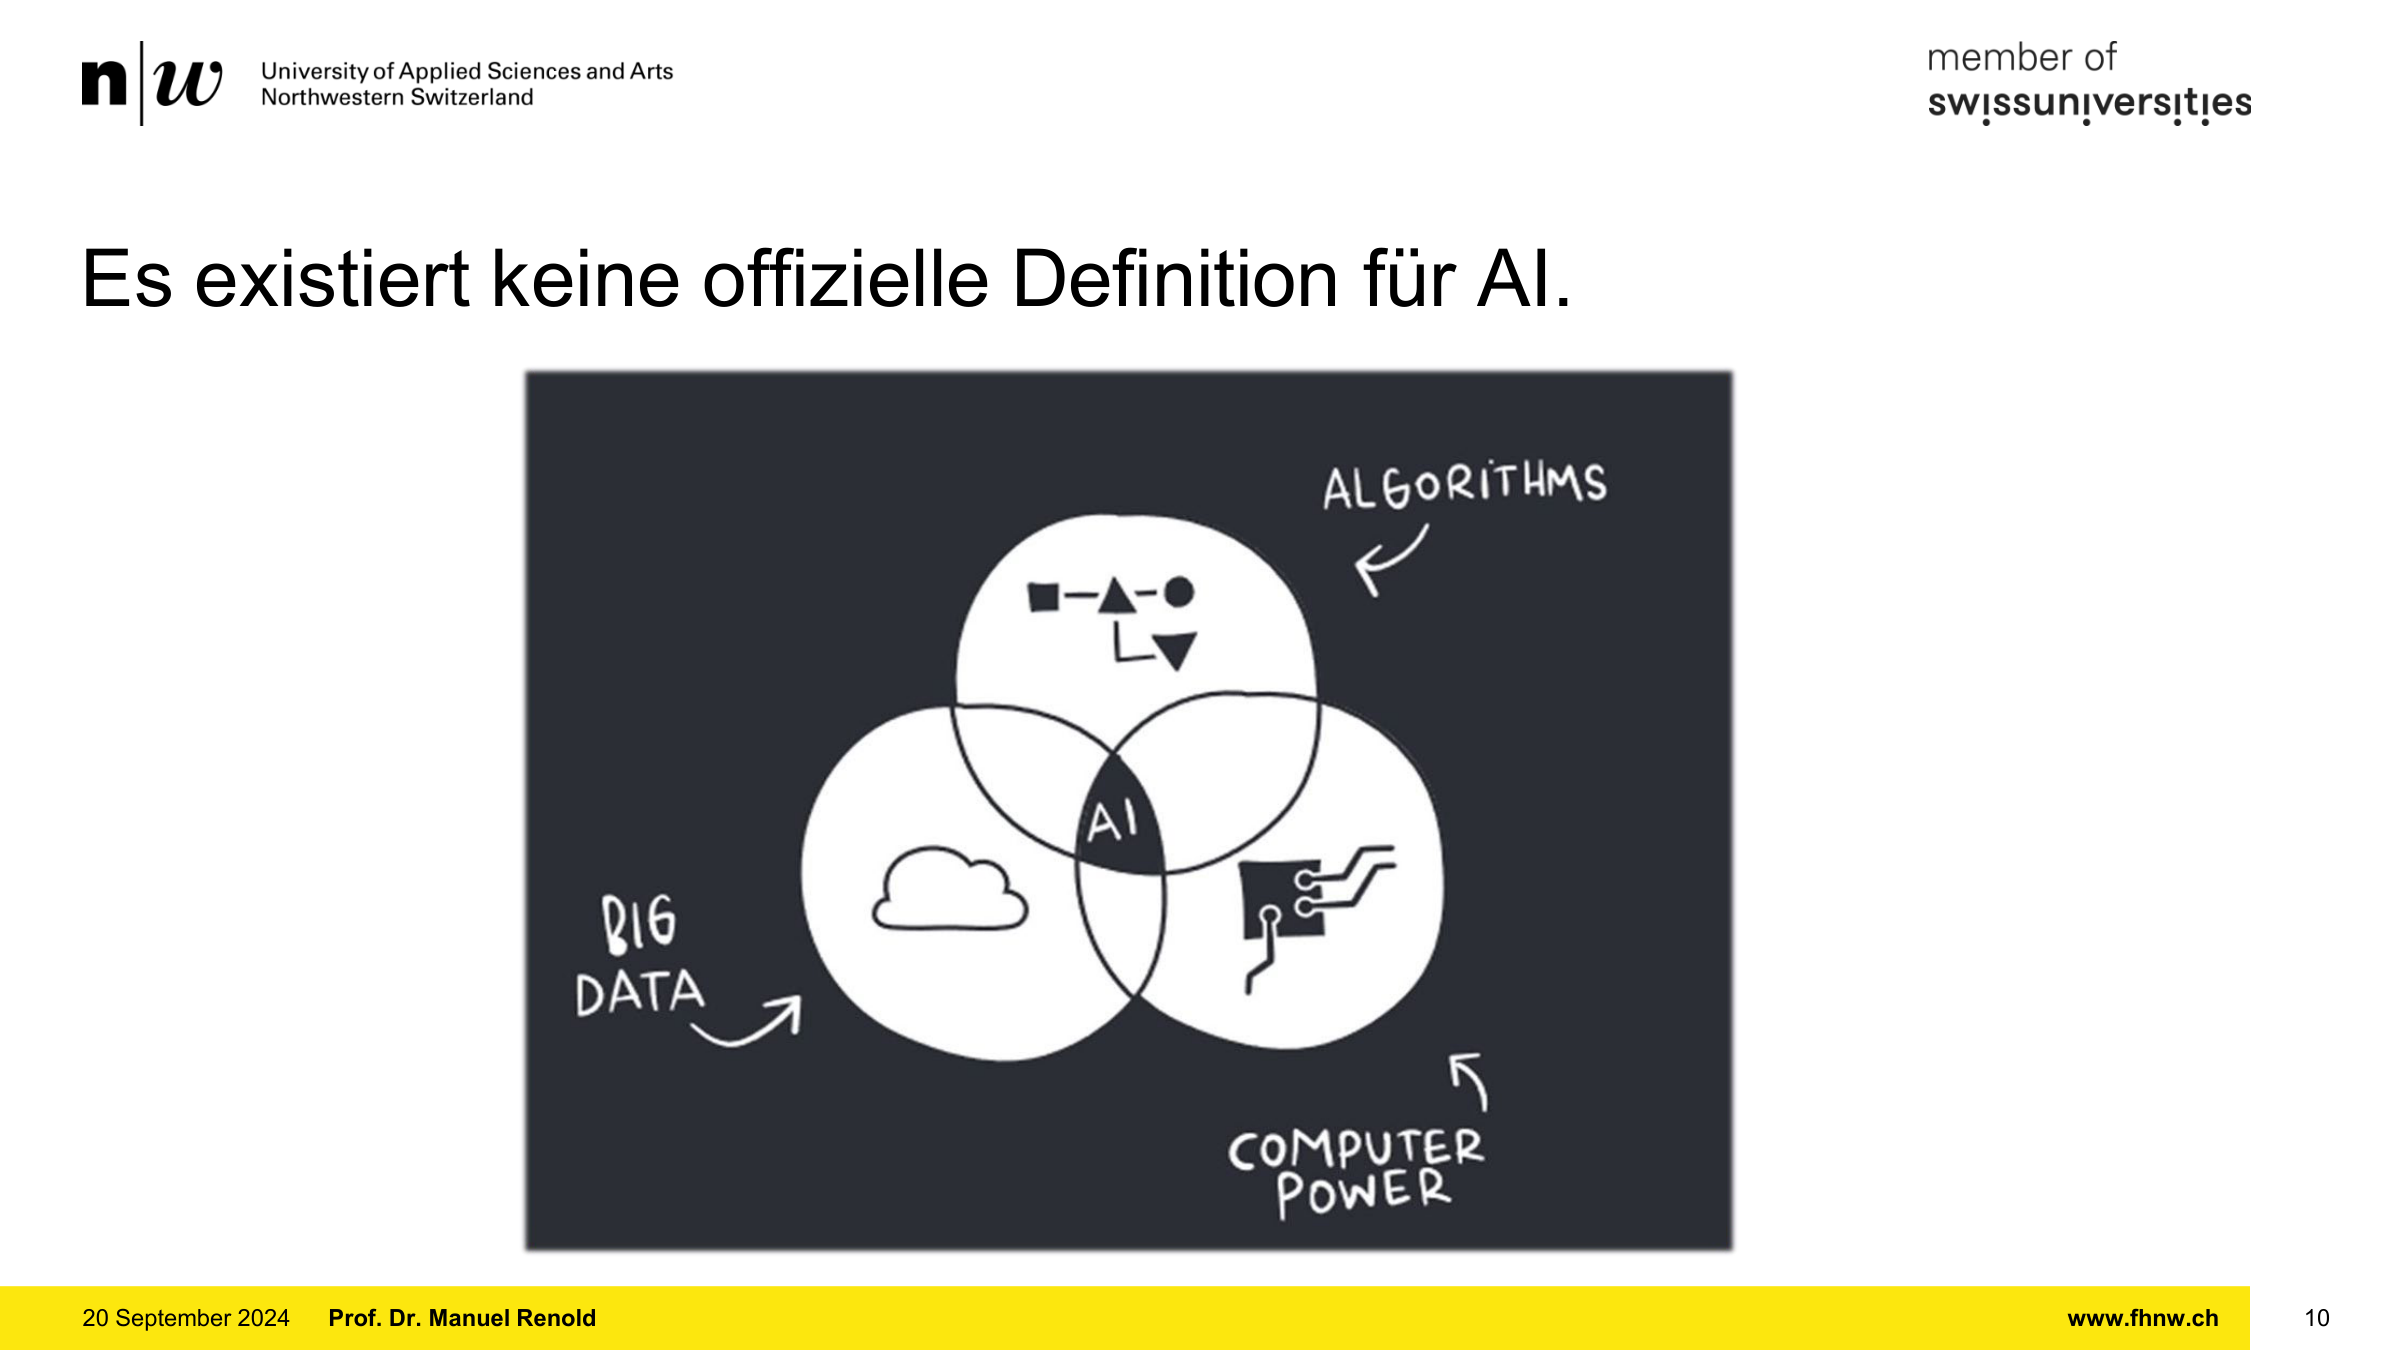 n|w University of Applied Sciences and Arts
Northwestern Switzerland
member of
swissuniversities
Es existiert keine offizielle Definition für AI.
ALGORITHMS
AI
BIG
DATA
COMPUTER
POWER
20 September 2024 Prof. Dr. Manuel Renold www.fhnw.ch 10